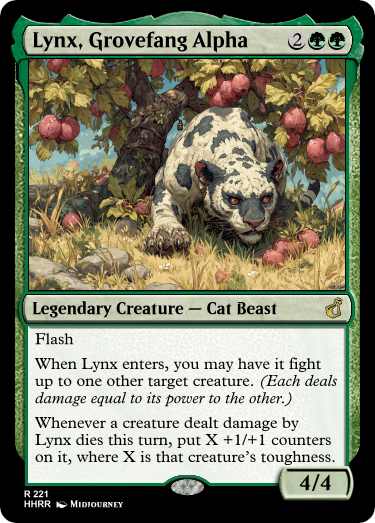 Lynx, Grovefang Alpha 2
Legendary Creature — Cat Beast
Flash
When Lynx enters, you may have it fight
up to one other target creature. (Each deals
damage equal to its power to the other.)
Whenever a creature dealt damage by
Lynx dies this turn, put X +1/+1 counters
on it, where X is that creature's toughness.
4/4
R 221
HHRR Midjourney